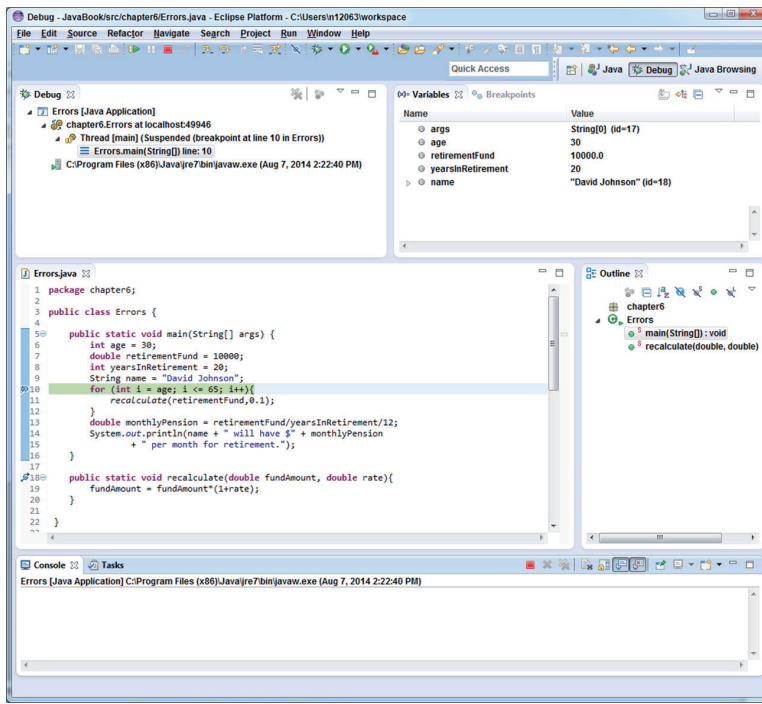 Debug - JavaBook/src/chapter6/Errors.java - Eclipse Platform - C:\Users\n12063\workspace
File Edit Source Refactor Navigate Search Project Run Window Help
Quick Access
Java
Debug
Java Browsing
Debug
Errors [Java Application]
chapter6.Errors at localhost:49946
Thread [main] (Suspended (breakpoint at line 10 in Errors))
Errors.main(String[]) line: 10
C:\Program Files (x86)\Java\jre7\bin\javaw.exe (Aug 7, 2014 2:22:40 PM)
(x)= Variables Breakpoints
Name Value
args String[0] (id=17)
age 30
retirementFund 10000.0
yearsInRetirement 20
name "David Johnson" (id=18)
Errors.java
1 package chapter6;
2
3 public class Errors {
4
5 public static void main(String[] args) {
6 int age = 30;
7 double retirementFund = 10000;
8 int yearsInRetirement = 20;
9 String name = "David Johnson";
10 for (int i = age; i <= 65; i++){
11 recalculate(retirementFund,0.1);
12 }
13 double monthlyPension = retirementFund/yearsInRetirement/12;
14 System.out.println(name + " will have $" + monthlyPension
15 + " per month for retirement.");
16 }
17
18 public static void recalculate(double fundAmount, double rate){
19 fundAmount = fundAmount*(1+rate);
20 }
21
22 }
Outline
chapter6
Errors
main(String[]) : void
recalculate(double, double)
Console Tasks
Errors [Java Application] C:\Program Files (x86)\Java\jre7\bin\javaw.exe (Aug 7, 2014 2:22:40 PM)